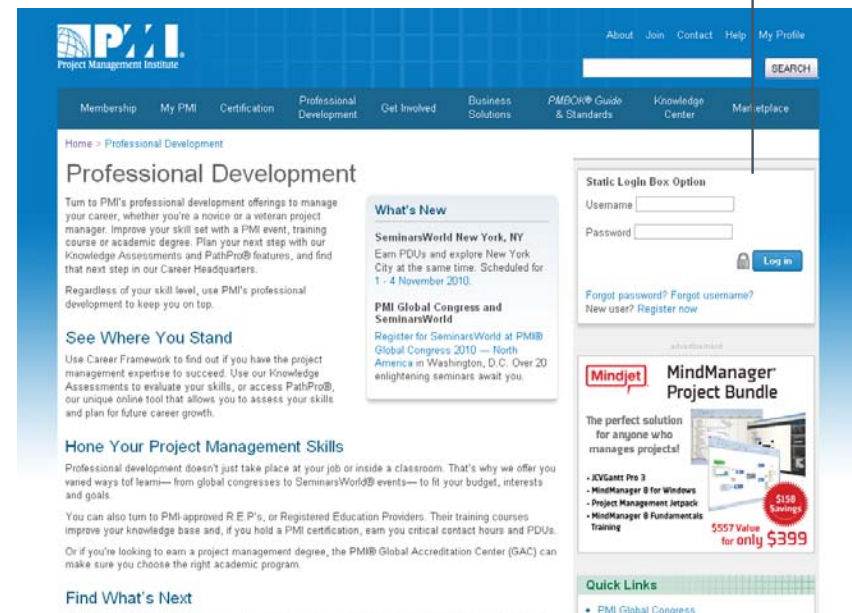 About Join Contact Help My Profile
PMI
Project Management Institute
SEARCH
Membership My PMI Certification Professional Development Get Involved Business Solutions PMBOK® Guide & Standards Knowledge Center Marketplace
Home > Professional Development
Professional Development
Turn to PMI's professional development offerings to manage
your career, whether you're a novice or a veteran project
manager. Improve your skill set with a PMI event, training
course or academic degree. Plan your next step with our
Knowledge Assessments and PathPro® features, and find
that next step in our Career Headquarters.
Regardless of your skill level, use PMI's professional
development to keep you on top.
See Where You Stand
Use Career Framework to find out if you have the project
management expertise to succeed. Use our Knowledge
Assessments to evaluate your skills, or access PathPro®,
our unique online tool that allows you to assess your skills
and plan for future career growth.
What's New
SeminarsWorld New York, NY
Earn PDUs and explore New York
City at the same time. Scheduled for
1 - 4 November 2010.
PMI Global Congress and
SeminarsWorld
Register for SeminarsWorld at PMI®
Global Congress 2010 — North
America in Washington, D.C. Over 20
enlightening seminars await you.
Hone Your Project Management Skills
Professional development doesn't just take place at your job or inside a classroom. That's why we offer you
varied ways tof learni— from global congresses to SeminarsWorld® events— to fit your budget, interests
and goals.
You can also turn to PMI-approved R.E.P's, or Registered Education Providers. Their training courses
improve your knowledge base and, if you hold a PMI certification, earn you critical contact hours and PDUs.
Or if you're looking to earn a project management degree, the PMI® Global Accreditation Center (GAC) can
make sure you choose the right academic program.
Find What's Next
Static Login Box Option
Username
Password
Log in
Forgot password? Forgot username?
New user? Register now
advertisement
Mindjet
MindManager®
Project Bundle
The perfect solution
for anyone who
manages projects!
- JCVGantt Pro 3
- MindManager 8 for Windows
- Project Management Jetpack
- MindManager 8 Fundamentals
Training
$158
Savings
$557 Value
for only $399
Quick Links
• PMI Global Congress